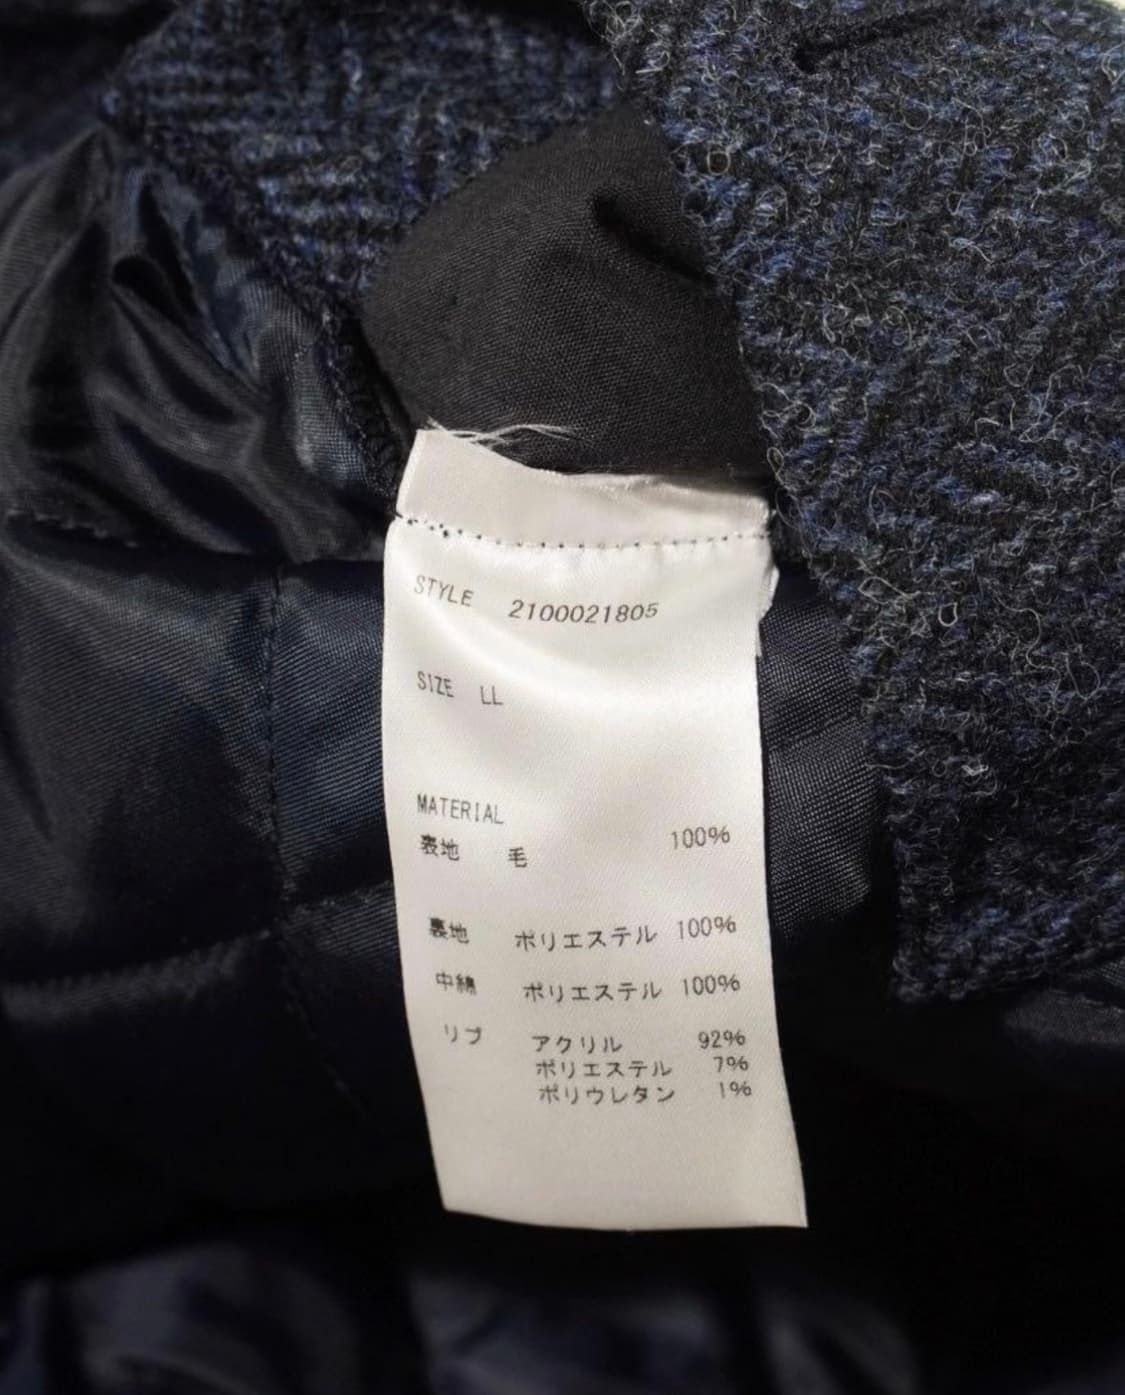 STYLE 2100021805
SIZE LL
MATERIAL
表地 毛 100%
裏地 ポリエステル 100%
中綿 ポリエステル 100%
リブ アクリル 92%
ポリエステル 7%
ポリウレタン 1%